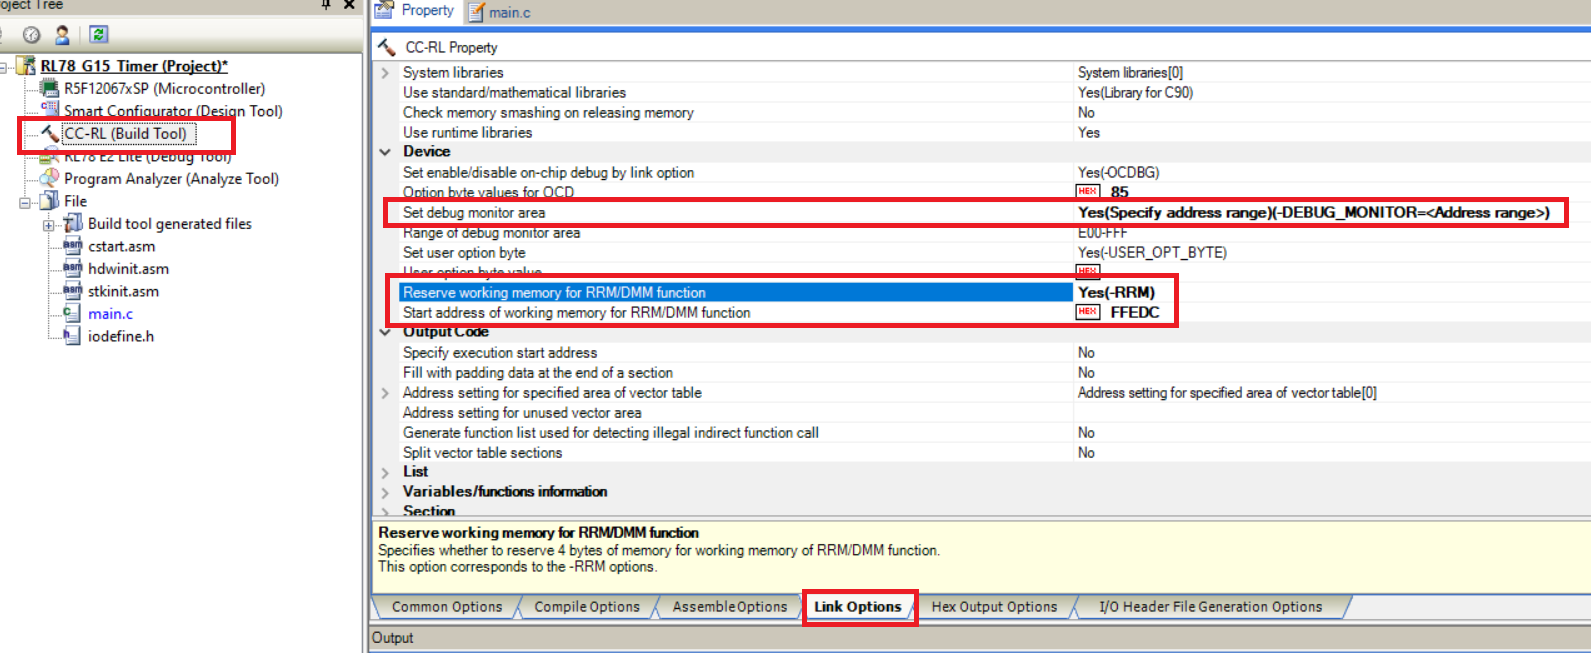 oject Tree
RL78_G15_Timer (Project)*
R5F12067xSP (Microcontroller)
Smart Configurator (Design Tool)
CC-RL (Build Tool)
RL78 E2 Lite (Debug Tool)
Program Analyzer (Analyze Tool)
File
Build tool generated files
cstart.asm
hdwinit.asm
stkinit.asm
main.c
iodefine.h
Property main.c
CC-RL Property
System libraries System libraries[0]
Use standard/mathematical libraries Yes(Library for C90)
Check memory smashing on releasing memory No
Use runtime libraries Yes
Device
Set enable/disable on-chip debug by link option Yes(-OCDBG)
Option byte values for OCD HEX 85
Set debug monitor area Yes(Specify address range)(-DEBUG_MONITOR=<Address range>)
Range of debug monitor area E00-FFF
Set user option byte Yes(-USER_OPT_BYTE)
User option byte value HEX
Reserve working memory for RRM/DMM function Yes(-RRM)
Start address of working memory for RRM/DMM function HEX FFEDC
Output Code
Specify execution start address No
Fill with padding data at the end of a section No
Address setting for specified area of vector table Address setting for specified area of vector table[0]
Address setting for unused vector area
Generate function list used for detecting illegal indirect function call No
Split vector table sections No
List
Variables/functions information
Section
Reserve working memory for RRM/DMM function
Specifies whether to reserve 4 bytes of memory for working memory of RRM/DMM function.
This option corresponds to the -RRM options.
Common Options Compile Options Assemble Options Link Options Hex Output Options I/O Header File Generation Options
Output